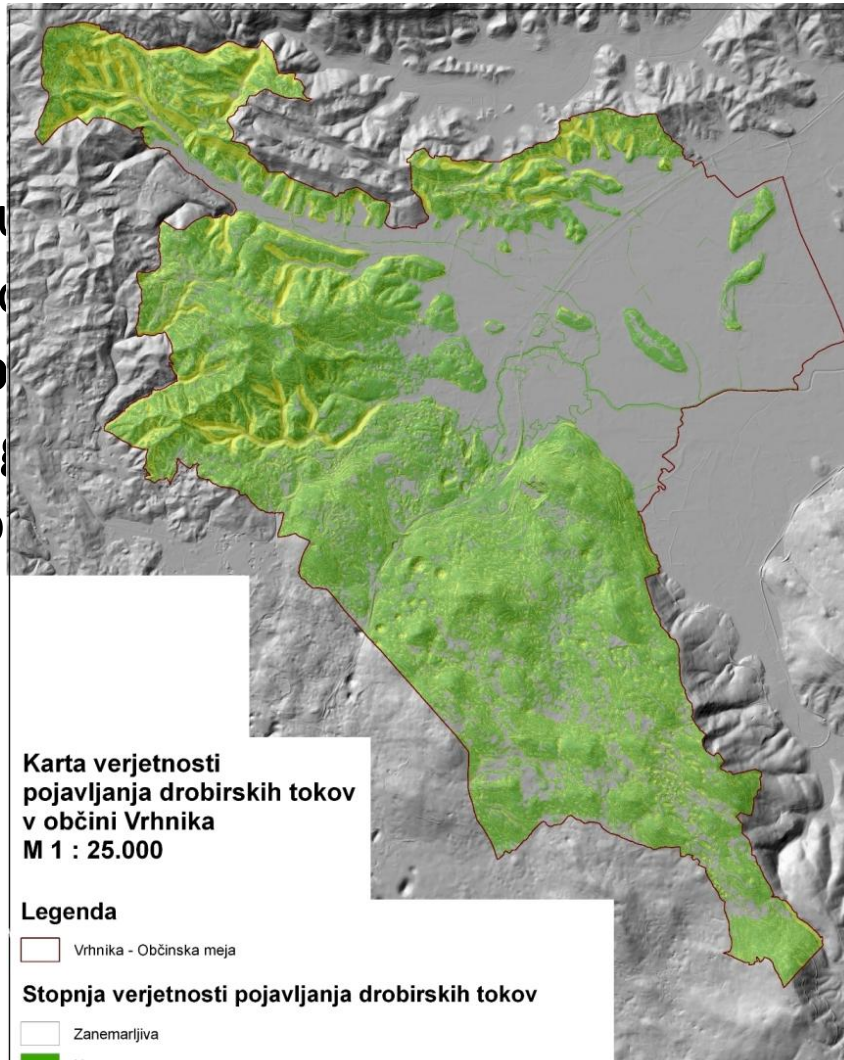 Karta verjetnosti
pojavljanja drobirskih tokov
v občini Vrhnika
M 1 : 25.000
Legenda
Vrhnika - Občinska meja
Stopnja verjetnosti pojavljanja drobirskih tokov
Zanemarljiva